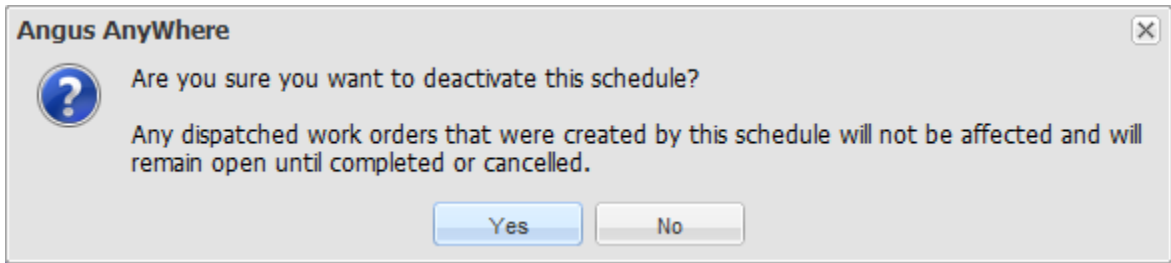 Angus AnyWhere
Are you sure you want to deactivate this schedule?
Any dispatched work orders that were created by this schedule will not be affected and will
remain open until completed or cancelled.
Yes No